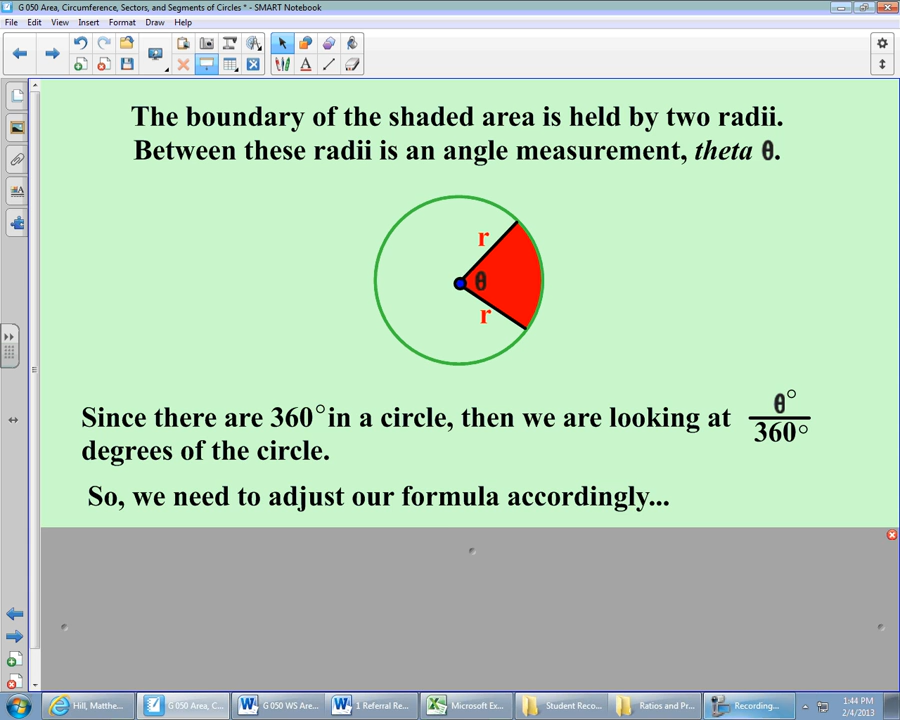 G 050 Area, Circumference, Sectors, and Segments of Circles * - SMART Notebook
File Edit View Insert Format Draw Help
The boundary of the shaded area is held by two radii.
Between these radii is an angle measurement, theta θ.
r
θ
r
Since there are 360° in a circle, then we are looking at θ°/360°
degrees of the circle.
So, we need to adjust our formula accordingly...
Hill, Matthe... G 050 Area, C... G 050 WS Are... 1 Referral Re... Microsoft Ex... Student Reco... Ratios and Pr... Recording... 1:44 PM
2/4/2013